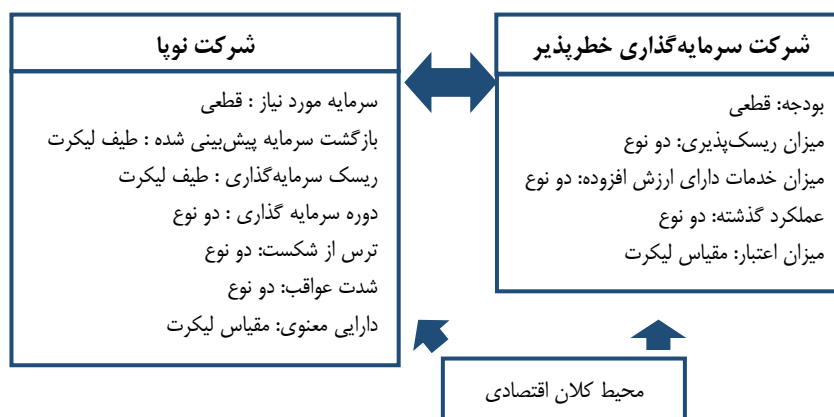 شرکت سرمایه‌گذاری خطرپذیر
بودجه: قطعی
میزان ریسک‌پذیری: دو نوع
میزان خدمات دارای ارزش افزوده: دو نوع
عملکرد گذشته: دو نوع
میزان اعتبار: مقیاس لیکرت
شرکت نوپا
سرمایه مورد نیاز : قطعی
بازگشت سرمایه پیش‌بینی شده : طیف لیکرت
ریسک سرمایه‌گذاری : طیف لیکرت
دوره سرمایه گذاری : دو نوع
ترس از شکست: دو نوع
شدت عواقب: دو نوع
دارایی معنوی: مقیاس لیکرت
محیط کلان اقتصادی